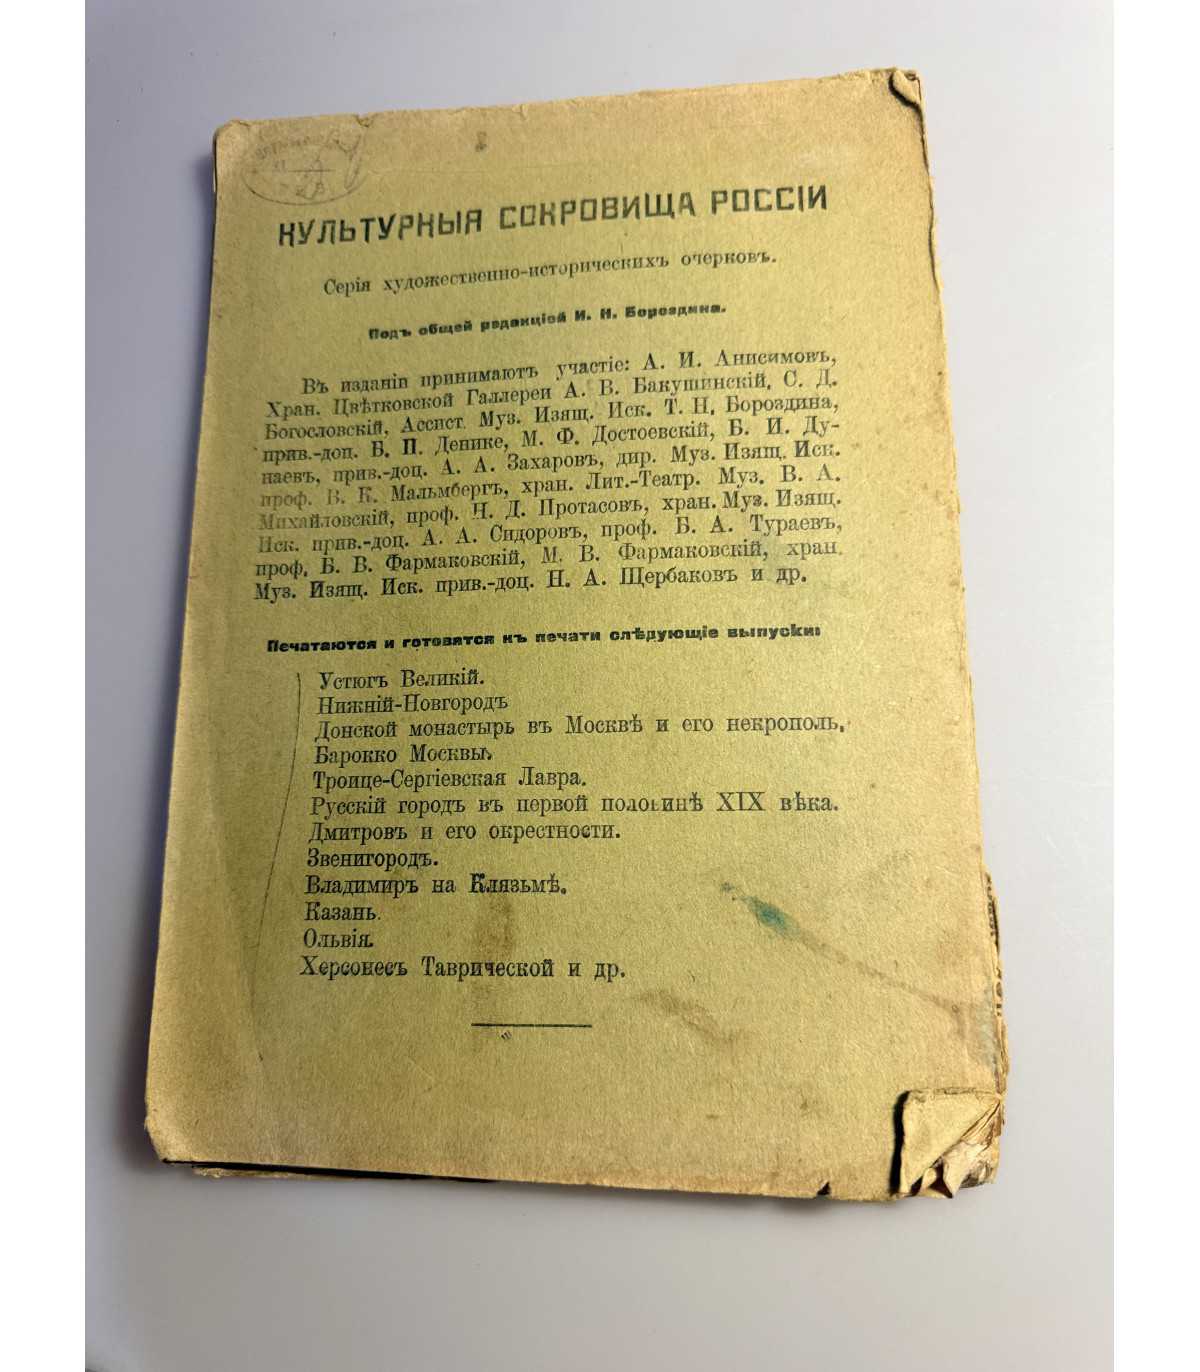 КУЛЬТУРНЫЯ СОКРОВИЩА РОССІИ
Серія художественно-историческихъ очерковъ.
Подъ общей редакціей И. Н. Бороздина.
Въ изданіи принимаютъ участіе: А. И. Анисимовъ,
Хран. Цвѣтковской Галлереи А. В. Бакушинскій, С. Д.
Богословскій, Ассист. Муз. Изящ. Иск. Т. Н. Бороздина,
прив.-доц. Б. П. Денике, М. Ф. Достоевскій, Б. И. Ду-
наевъ, прив.-доц. А. А. Захаровъ, дир. Муз. Изящ. Иск.
проф. В. К. Мальмбергъ, хран. Лит.-Театр. Муз. В. А.
Михайловскій, проф. Н. Д. Протасовъ, хран. Муз. Изящ.
Иск. прив.-доц. А. А. Сидоровъ, проф. Б. А. Тураевъ,
проф. Б. В. Фармаковскій, М. В. Фармаковскій, хран.
Муз. Изящ. Иск. прив.-доц. Н. А. Щербаковъ и др.
Печатаются и готовятся къ печати слѣдующіе выпуски:
Устюгъ Великій.
Нижній-Новгородъ
Донской монастырь въ Москвѣ и его некрополь.
Барокко Москвы.
Троице-Сергіевская Лавра.
Русскій городъ въ первой половинѣ XIX вѣка.
Дмитровъ и его окрестности.
Звенигородъ.
Владимиръ на Клязьмѣ.
Казань.
Ольвія.
Херсонесъ Таврической и др.